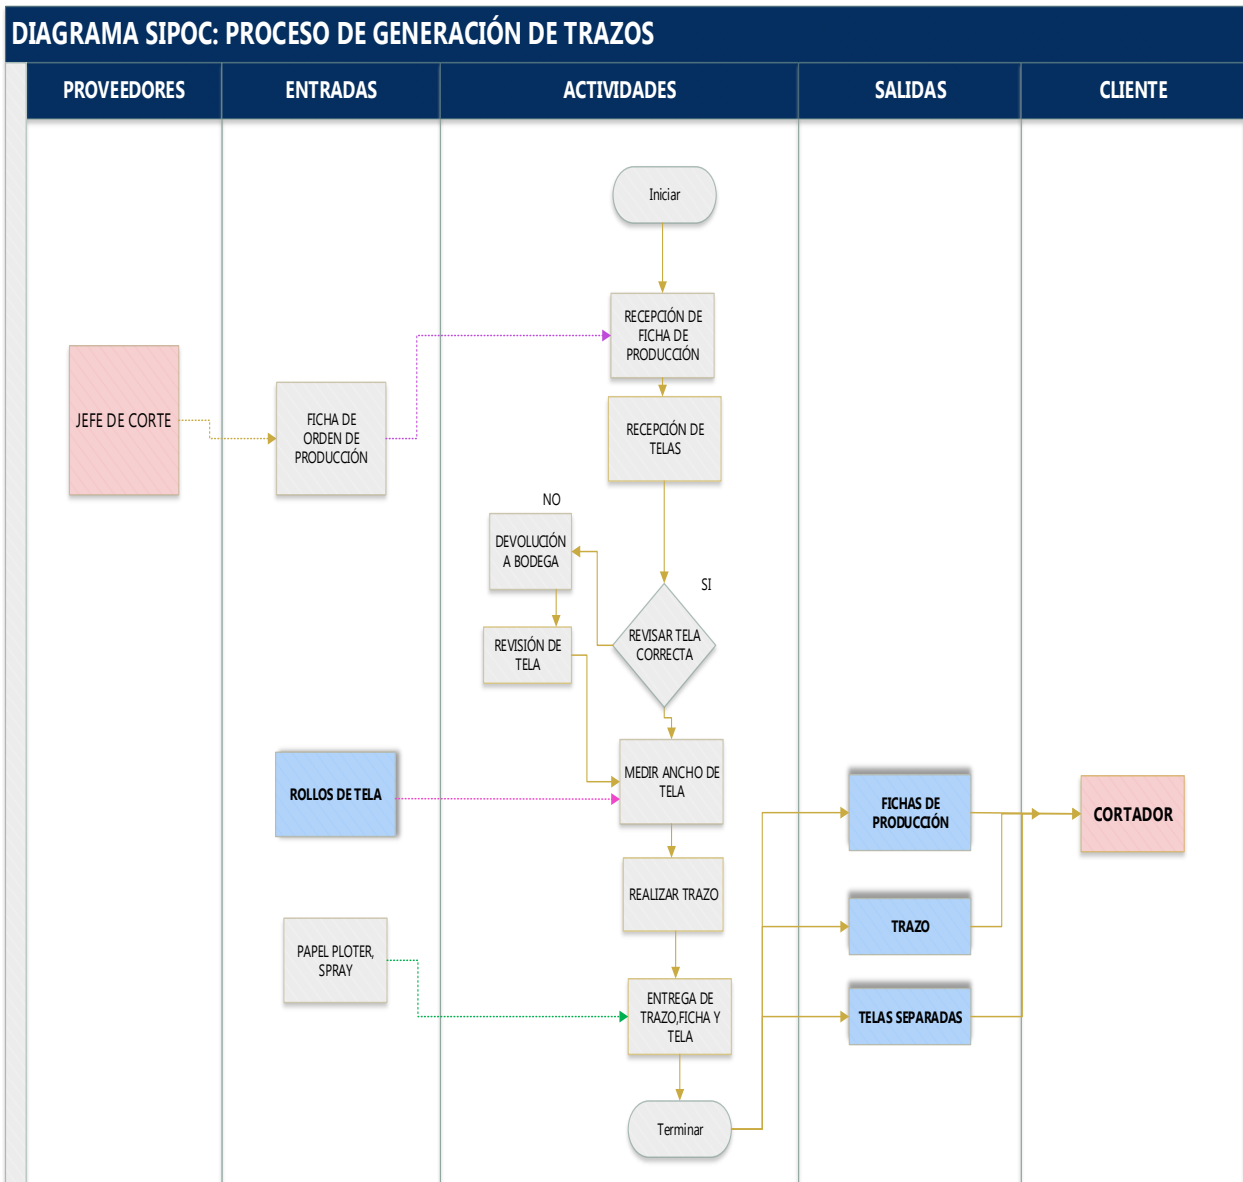 DIAGRAMA SIPOC: PROCESO DE GENERACIÓN DE TRAZOS
PROVEEDORES
ENTRADAS
ACTIVIDADES
SALIDAS
CLIENTE
Iniciar
RECEPCIÓN DE
FICHA DE
PRODUCCIÓN
JEFE DE CORTE
FICHA DE
ORDEN DE
PRODUCCIÓN
RECEPCIÓN DE
TELAS
NO
DEVOLUCIÓN
A BODEGA
SI
REVISAR TELA
CORRECTA
REVISIÓN DE
TELA
ROLLOS DE TELA
MEDIR ANCHO DE
TELA
FICHAS DE
PRODUCCIÓN
CORTADOR
REALIZAR TRAZO
TRAZO
PAPEL PLOTER,
SPRAY
ENTREGA DE
TRAZO,FICHA Y
TELA
TELAS SEPARADAS
Terminar